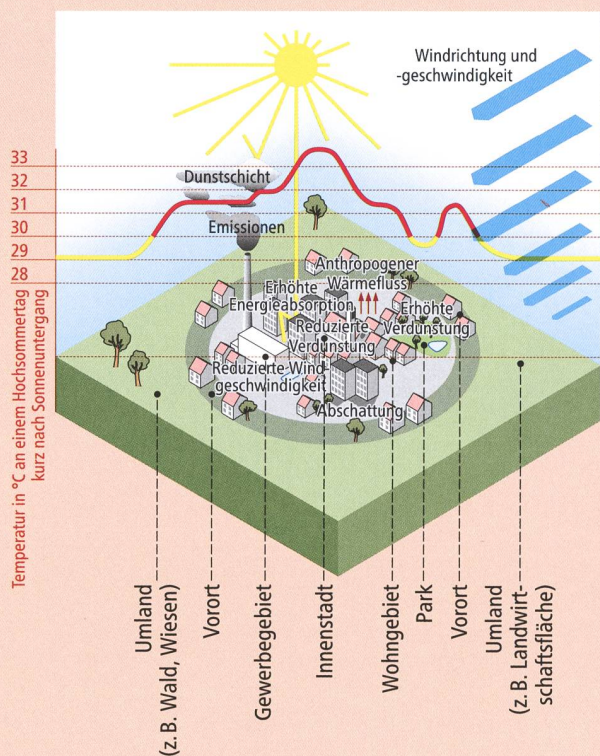 Windrichtung und
-geschwindigkeit
33
32
31
30
29
28
Temperatur in °C an einem Hochsommertag
kurz nach Sonnenuntergang
Dunstschicht
Emissionen
Anthropogener
Wärmefluss
Erhöhte
Energieabsorption
Erhöhte
Verdunstung
Reduzierte
Verdunstung
Reduzierte Wind
geschwindigkeit
Abschattung
Umland
(z. B. Wald, Wiesen)
Vorort
Gewerbegebiet
Innenstadt
Wohngebiet
Park
Vorort
Umland
(z. B. Landwirt-
schaftsfläche)